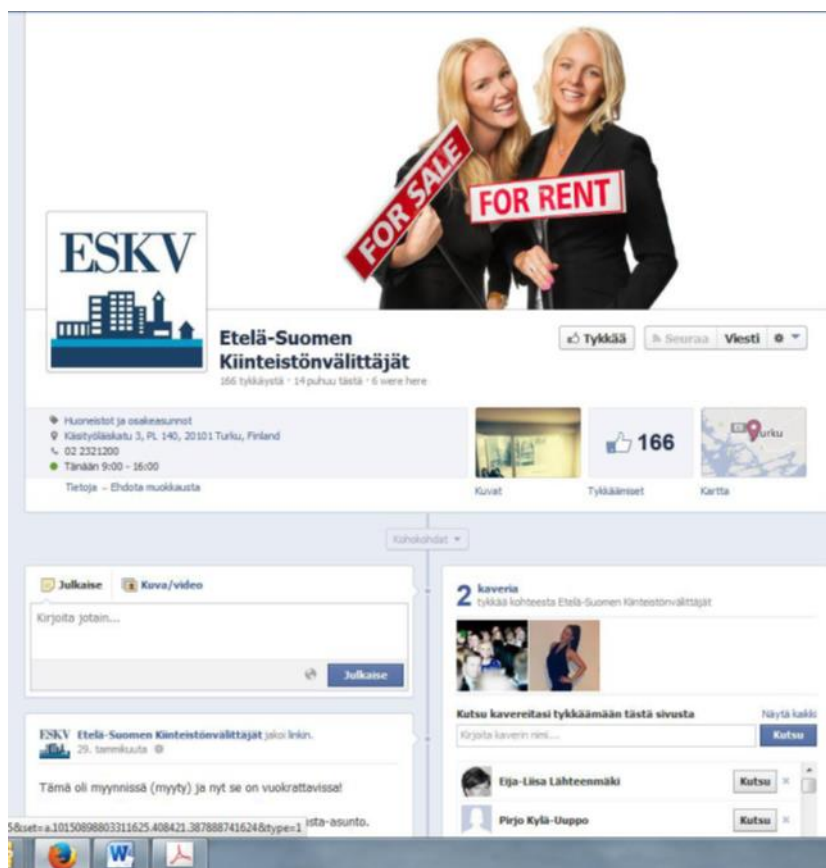 FOR SALE
FOR RENT
ESKV
Etelä-Suomen
Kiinteistönvälittäjät
166 tykkäystä · 14 puhuu tästä · 6 were here
Tykkää
Seuraa
Viesti
Huoneistot ja osakeasunnot
Käsityöläiskatu 3, PL 140, 20101 Turku, Finland
02 2321200
Tänään 9:00 - 16:00
Tietoja – Ehdota muokkausta
Kuvat
166
Tykkäämiset
urku
Kartta
Kohokohdat
Julkaise
Kuva/video
Kirjoita jotain...
Julkaise
2 kaveria
tykkää kohteesta Etelä-Suomen Kiinteistönvälittäjät
Kutsu kavereitasi tykkäämään tästä sivusta
Näytä kaikki
Kirjoita kaverin nimi...
Kutsu
Eija-Liisa Lähteenmäki
Kutsu
Pirjo Kylä-Uuppo
Kutsu
ESKV
Etelä-Suomen Kiinteistönvälittäjät jakoi linkin.
29. tammikuuta
Tämä oli myynnissä (myyty) ja nyt se on vuokrattavissa!
ista-asunto.
5&set=a.10150898803311625.408421.387888741624&type=1